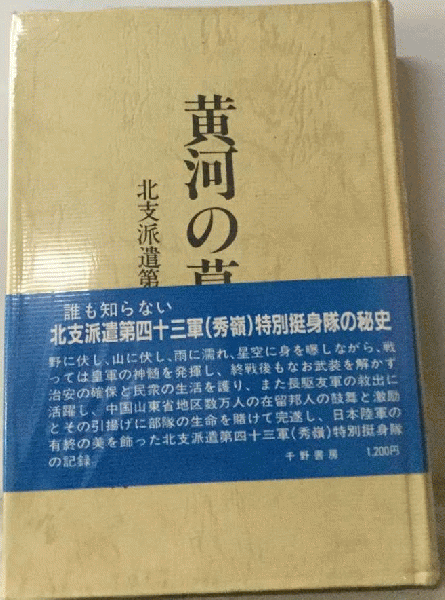 黄河の
北支派遣第
誰も知らない
北支派遣第四十三軍(秀嶺)特別挺身隊の秘史
野に伏し、山に伏し、雨に濡れ、星空に身を曝しながら、戦
っては皇軍の神髄を発揮し、終戦後もなお武装を解かず
治安の確保と民衆の生活を護り、また長駆友軍の救出に
活躍し、中国山東省地区数万人の在留邦人の鼓舞と激励
とその引揚げに部隊の生命を賭けて完遂し、日本陸軍の
有終の美を飾った北支派遣第四十三軍(秀嶺)特別挺身隊
の記録。
千野書房 1,200円